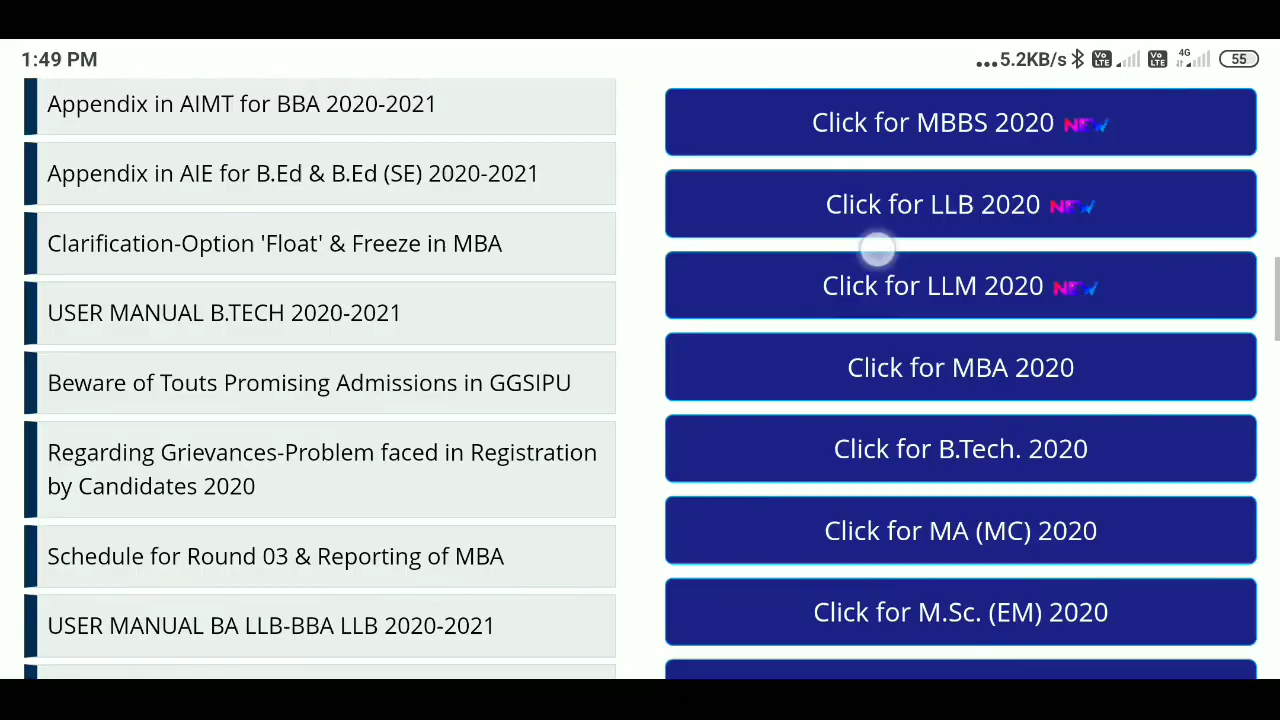 1:49 PM
...5.2KB/s Vo LTE Vo LTE 4G 55
Appendix in AIMT for BBA 2020-2021
Appendix in AIE for B.Ed & B.Ed (SE) 2020-2021
Clarification-Option 'Float' & Freeze in MBA
USER MANUAL B.TECH 2020-2021
Beware of Touts Promising Admissions in GGSIPU
Regarding Grievances-Problem faced in Registration
by Candidates 2020
Schedule for Round 03 & Reporting of MBA
USER MANUAL BA LLB-BBA LLB 2020-2021
Click for MBBS 2020 NEW
Click for LLB 2020 NEW
Click for LLM 2020 NEW
Click for MBA 2020
Click for B.Tech. 2020
Click for MA (MC) 2020
Click for M.Sc. (EM) 2020